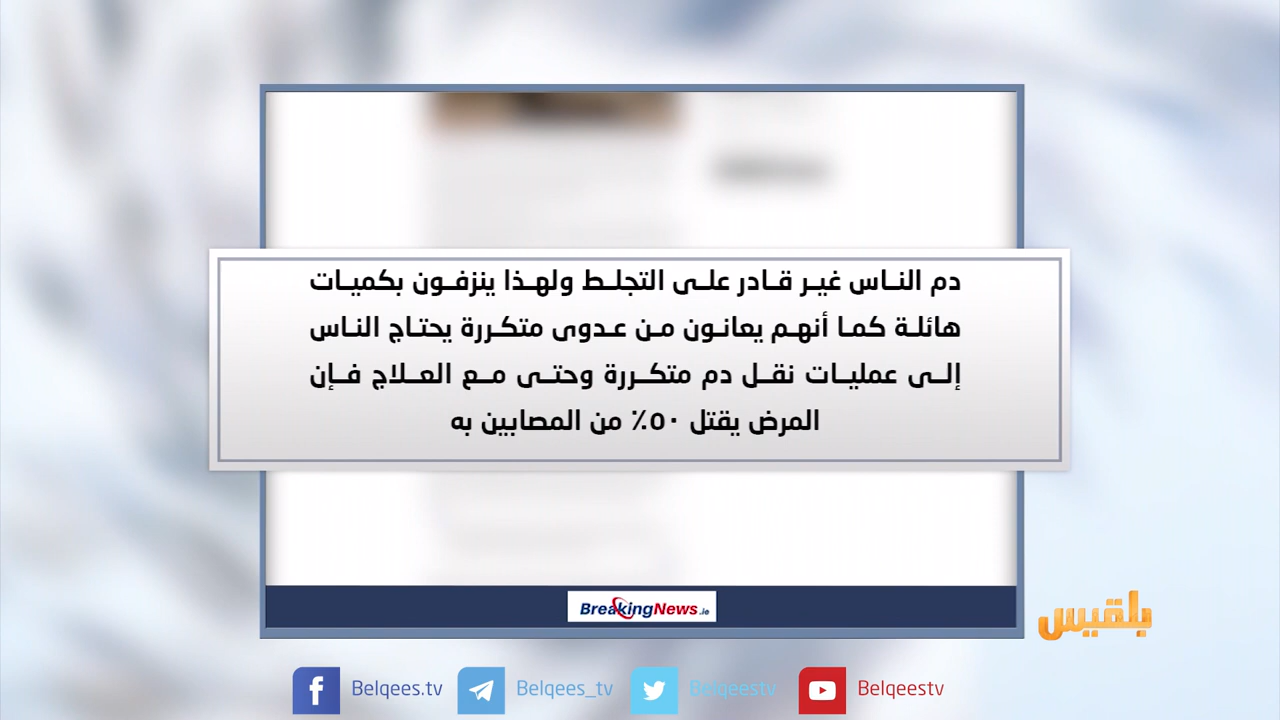 دم الناس غير قادر على التجلط ولهذا ينزفون بكميات
هائلة كما أنهم يعانون من عدوى متكررة يحتاج الناس
إلى عمليات نقل دم متكررة وحتى مع العلاج فإن
المرض يقتل ٥٠٪ من المصابين به
BreakingNews.ie
بلقيس
Belqees.tv
Belqees_tv
Belqeestv
Belqeestv